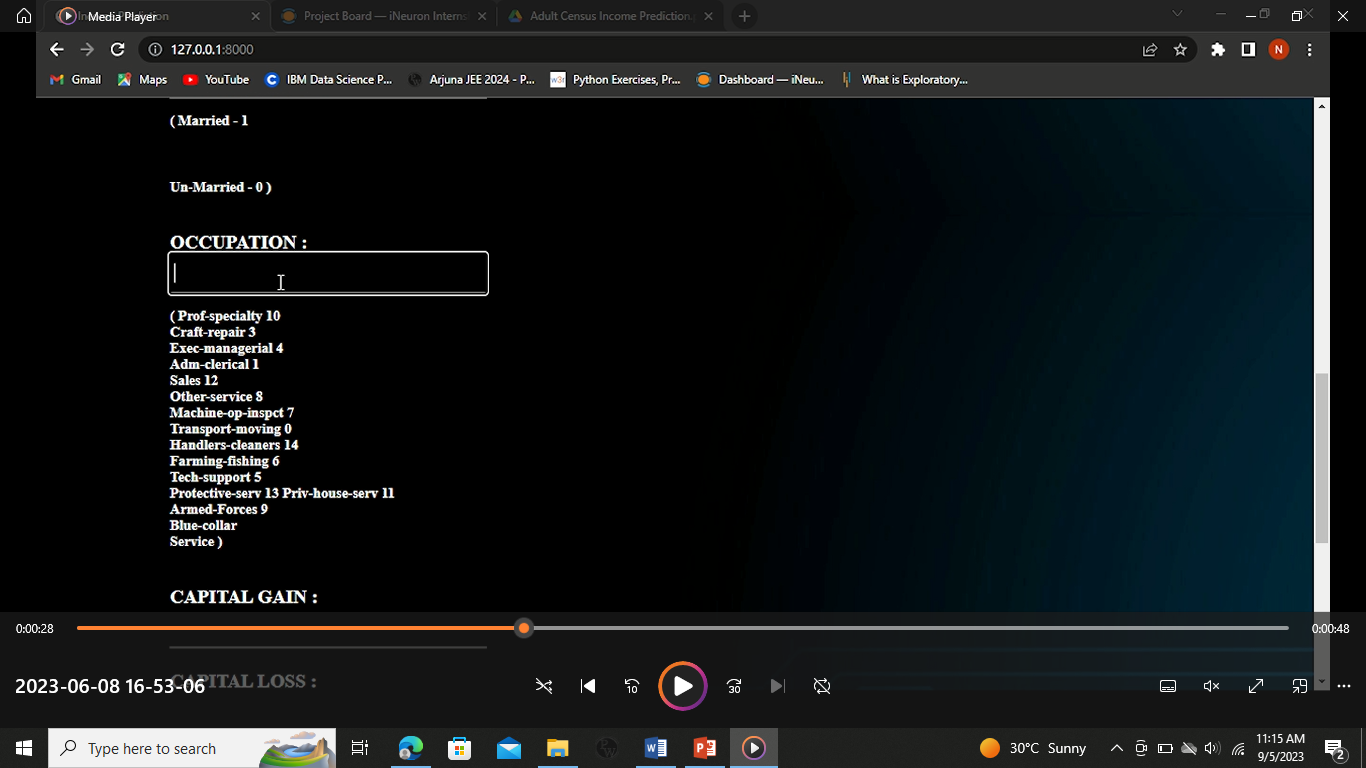 Media Player
Project Board — iNeuron Interns
Adult Census Income Prediction.
127.0.0.1:8000
N
Gmail
Maps
YouTube
IBM Data Science P...
Arjuna JEE 2024 - P...
Python Exercises, Pr...
Dashboard — iNeu...
What is Exploratory...
( Married - 1
Un-Married - 0 )
OCCUPATION :
( Prof-specialty 10
Craft-repair 3
Exec-managerial 4
Adm-clerical 1
Sales 12
Other-service 8
Machine-op-inspct 7
Transport-moving 0
Handlers-cleaners 14
Farming-fishing 6
Tech-support 5
Protective-serv 13 Priv-house-serv 11
Armed-Forces 9
Blue-collar
Service )
CAPITAL GAIN :
0:00:28
0:00:48
CAPITAL LOSS :
2023-06-08 16-53-06
10
30
Type here to search
30°C Sunny
11:15 AM
9/5/2023
2